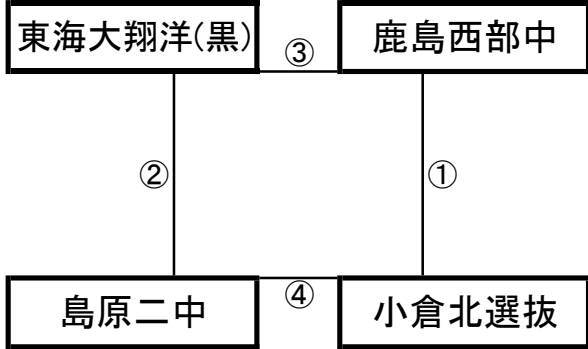 東海大翔洋(黒)
③
鹿島西部中
②
①
島原二中
④
小倉北選抜